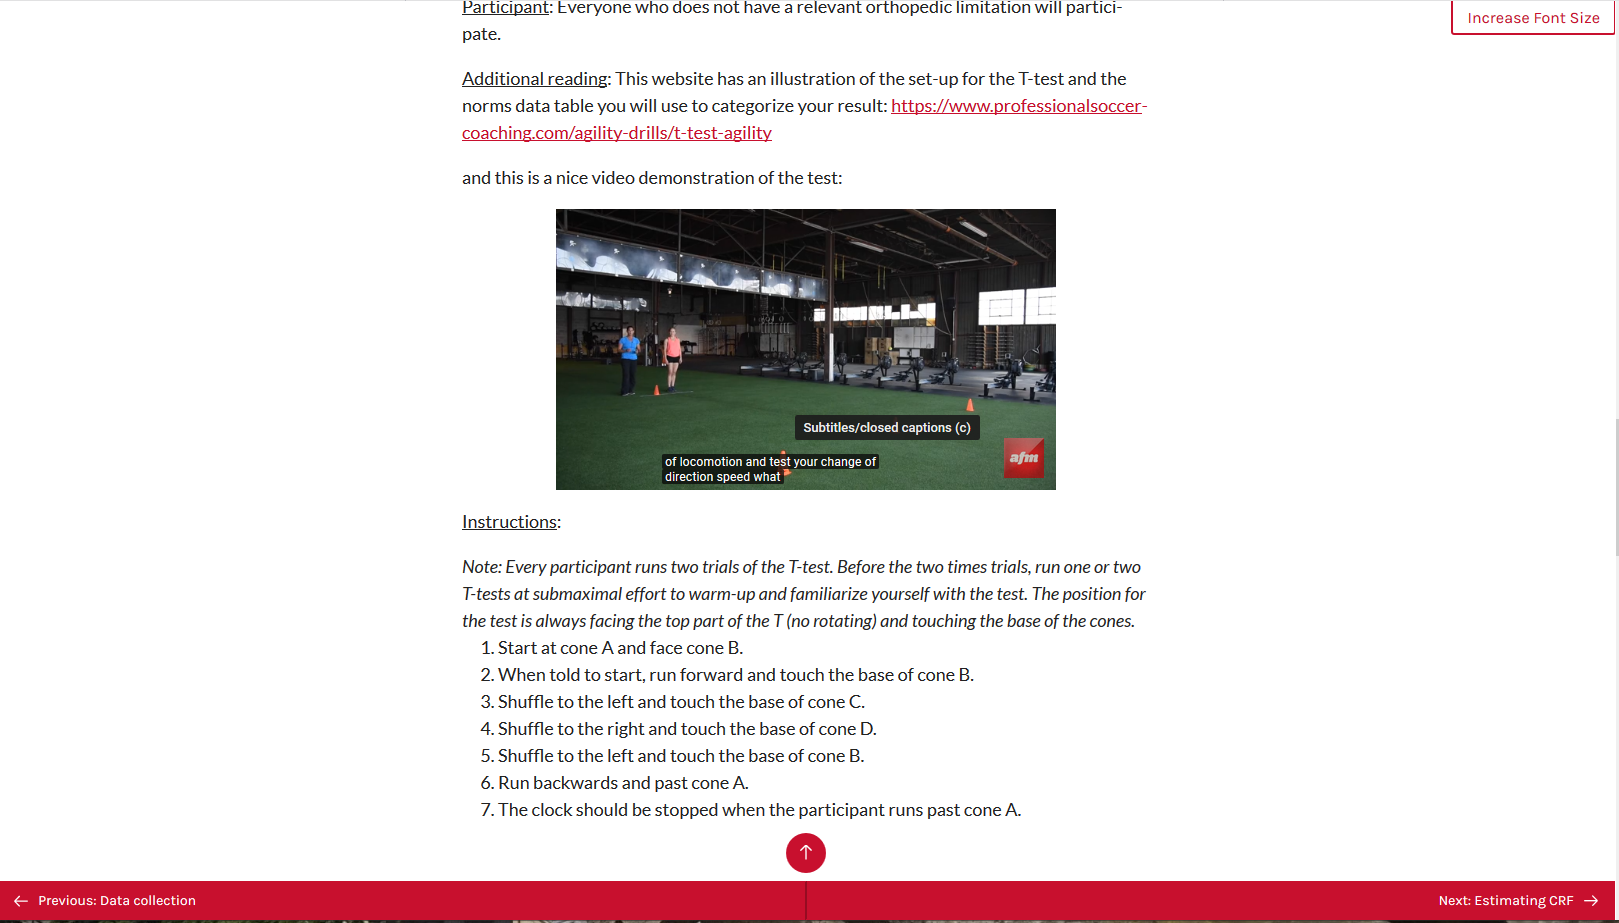 Participant: Everyone who does not have a relevant orthopedic limitation will partici-
pate.
Increase Font Size
Additional reading: This website has an illustration of the set-up for the T-test and the
norms data table you will use to categorize your result: https://www.professionalsoccer-
coaching.com/agility-drills/t-test-agility
and this is a nice video demonstration of the test:
Subtitles/closed captions (c)
afm
of locomotion and test your change of
direction speed what
Instructions:
Note: Every participant runs two trials of the T-test. Before the two times trials, run one or two
T-tests at submaximal effort to warm-up and familiarize yourself with the test. The position for
the test is always facing the top part of the T (no rotating) and touching the base of the cones.
1. Start at cone A and face cone B.
2. When told to start, run forward and touch the base of cone B.
3. Shuffle to the left and touch the base of cone C.
4. Shuffle to the right and touch the base of cone D.
5. Shuffle to the left and touch the base of cone B.
6. Run backwards and past cone A.
7. The clock should be stopped when the participant runs past cone A.
Previous: Data collection
Next: Estimating CRF